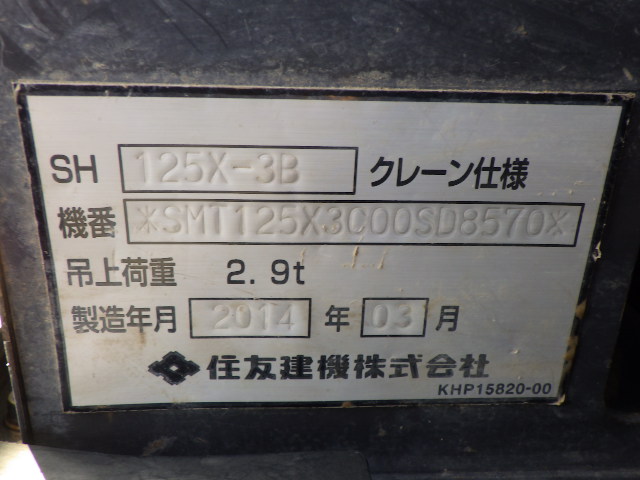 SH 125X-3B クレーン仕様
機番 *SMT125X3C00SD8570*
吊上荷重 2.9t
製造年月 2014 年 03 月
住友建機株式会社
KHP15820-00